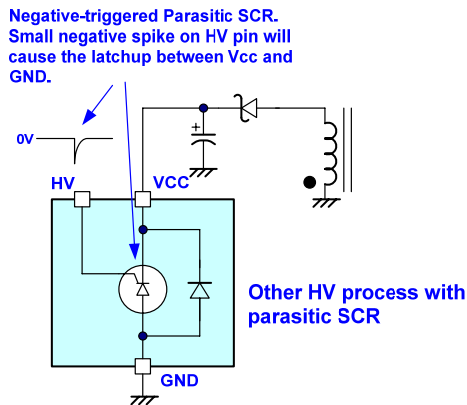 Negative-triggered Parasitic SCR.
Small negative spike on HV pin will
cause the latchup between Vcc and
GND.
0V
+
HV
VCC
Other HV process with
parasitic SCR
GND